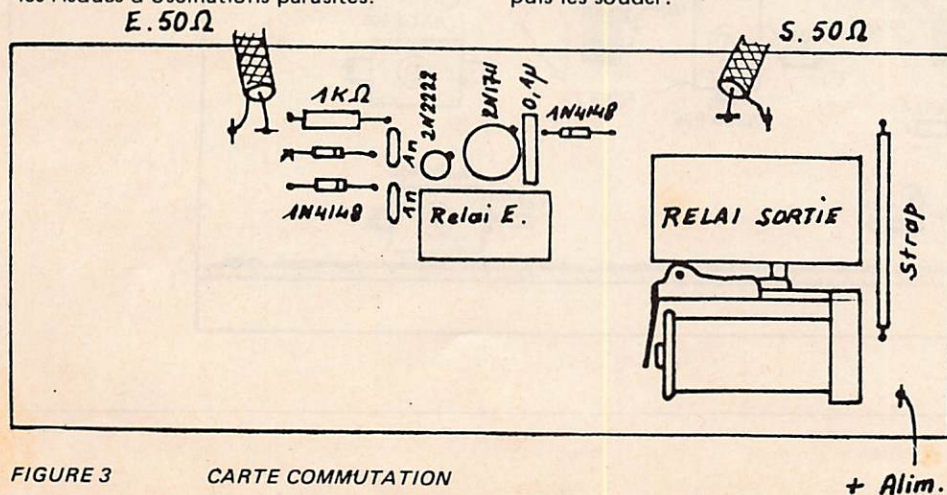 E. 50Ω
S. 50Ω
1KΩ
2N2222
2N1711
0,1µ
1N4148
1n
1N4148
1n
Relai E.
RELAI SORTIE
Strap
FIGURE 3 CARTE COMMUTATION
+ Alim.